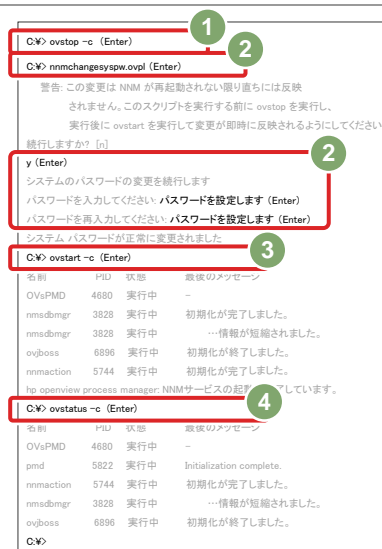 1
C:¥> ovstop -c (Enter)
2
C:¥> nnmchangesyspw.ovpl (Enter)
警告: この変更は NNM が再起動されない限り直ちには反映
されません。このスクリプトを実行する前に ovstop を実行し、
実行後に ovstart を実行して変更が即時に反映されるようにしてください
続行しますか? [n]
2
y (Enter)
システムのパスワードの変更を続行します
パスワードを入力してください: パスワードを設定します (Enter)
パスワードを再入力してください: パスワードを設定します (Enter)
システム パスワードが正常に変更されました
3
C:¥> ovstart -c (Enter)
名前 PID 状態 最後のメッセージ
OVsPMD 4680 実行中 -
nmsdbmgr 3828 実行中 初期化が完了しました。
nmsdbmgr 3828 実行中 …情報が短縮されました。
ovjboss 6896 実行中 初期化が終了しました。
nnmaction 5744 実行中 初期化が完了しました。
hp openview process manager: NNMサービスの起動 了しています。
4
C:¥> ovstatus -c (Enter)
名前 PID 状態 最後のメッセージ
OVsPMD 4680 実行中 -
pmd 5822 実行中 Initialization complete.
nnmaction 5744 実行中 初期化が完了しました。
nmsdbmgr 3828 実行中 …情報が短縮されました。
ovjboss 6896 実行中 初期化が終了しました。
C:¥>